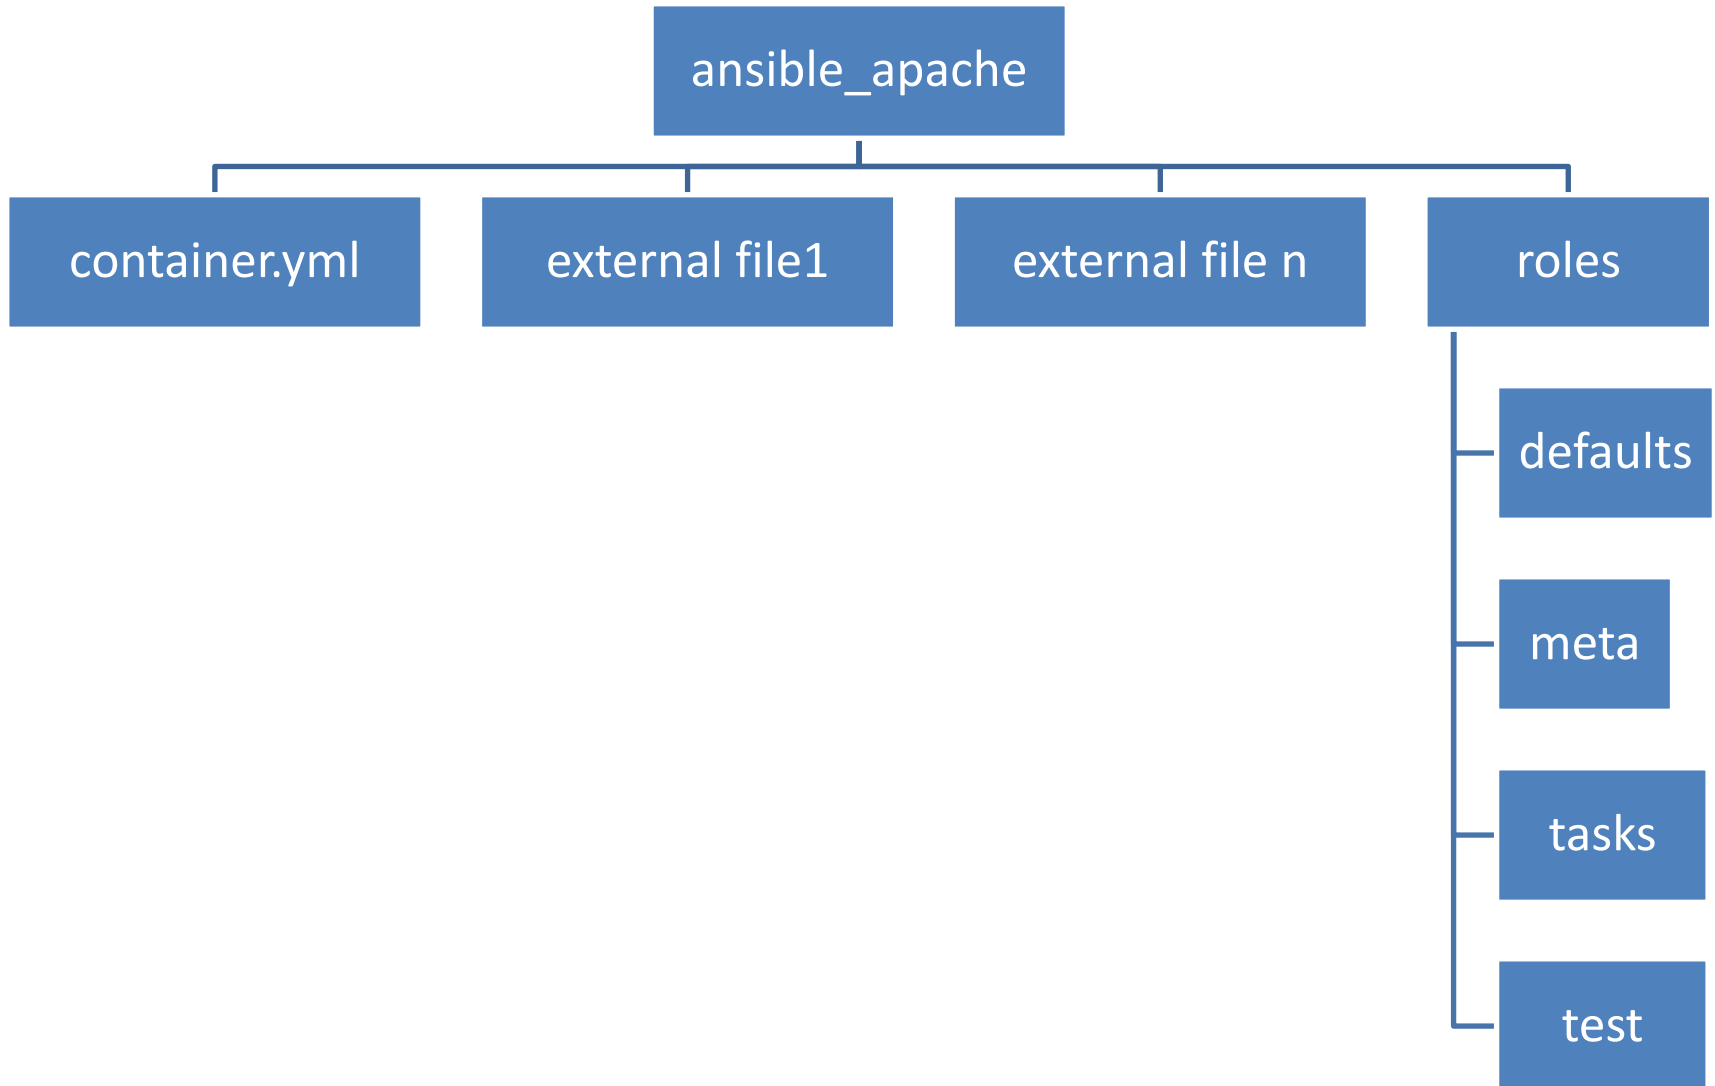 ansible_apache
container.yml
external file1
external file n
roles
defaults
meta
tasks
test